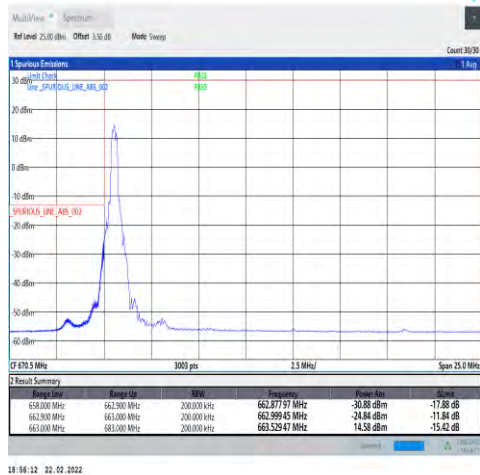 MultiView Spectrum
Ref Level 25.00 dBm Offset 3.56 dB Mode Sweep
Count 30/30
1 Spurious Emissions
1 Avg
Limit Check PASS
30 dBm
Line _SPURIOUS_LINE_ABS_002 PASS
20 dBm
10 dBm
0 dBm
-10 dBm
_SPURIOUS_LINE_ABS_002
-20 dBm
-30 dBm
-40 dBm
-50 dBm
-60 dBm
CF 670.5 MHz 3003 pts 2.5 MHz/ Span 25.0 MHz
2 Result Summary
Range Low Range Up RBW Frequency Power Abs ΔLimit
658.000 MHz 662.900 MHz 200.000 kHz 662.87797 MHz -30.88 dBm -17.88 dB
662.900 MHz 663.000 MHz 200.000 kHz 662.99945 MHz -24.84 dBm -11.84 dB
663.000 MHz 683.000 MHz 200.000 kHz 663.52947 MHz 14.58 dBm -15.42 dB
18:56:12 22.02.2022